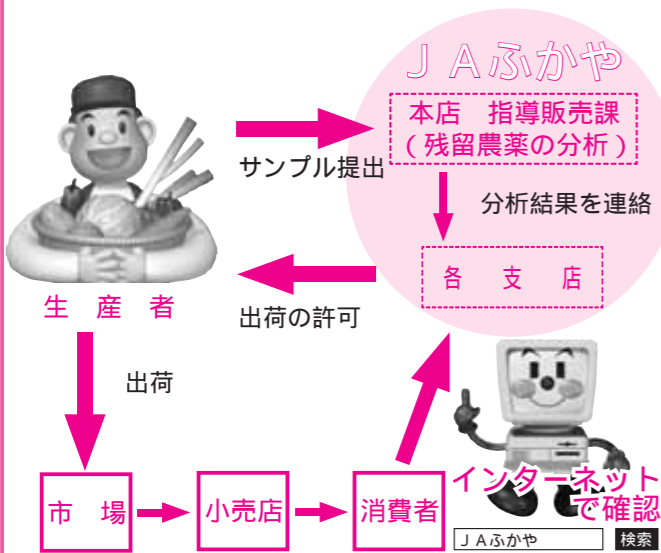 ＪＡふかや
本店　指導販売課
(残留農薬の分析)
サンプル提出
分析結果を連絡
各　支　店
生　産　者
出荷の許可
出荷
市　場
小売店
消費者
インターネット
で確認
ＪＡふかや
検索